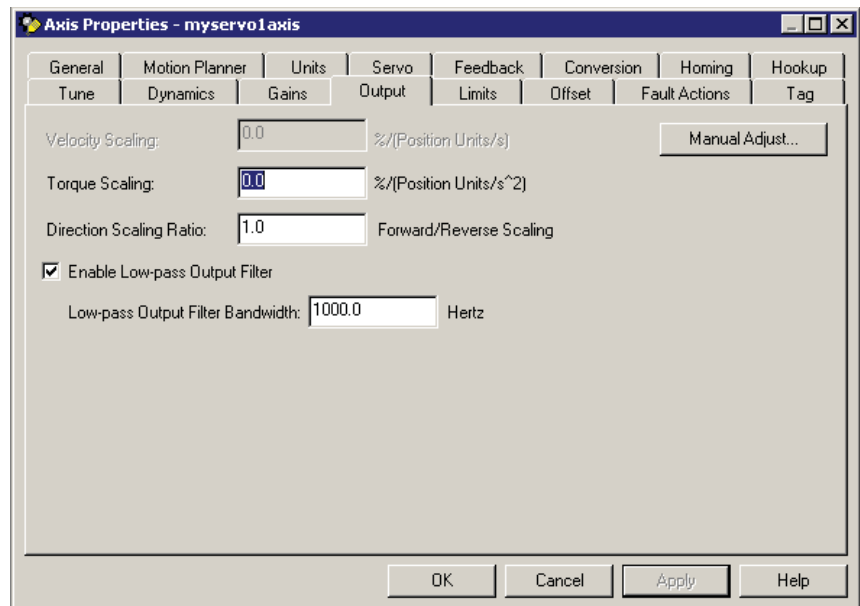 Axis Properties - myservo1axis
General Motion Planner Units Servo Feedback Conversion Homing Hookup
Tune Dynamics Gains Output Limits Offset Fault Actions Tag
Velocity Scaling: 0.0 %/(Position Units/s) Manual Adjust...
Torque Scaling: 0.0 %/(Position Units/s^2)
Direction Scaling Ratio: 1.0 Forward/Reverse Scaling
Enable Low-pass Output Filter
Low-pass Output Filter Bandwidth: 1000.0 Hertz
OK Cancel Apply Help